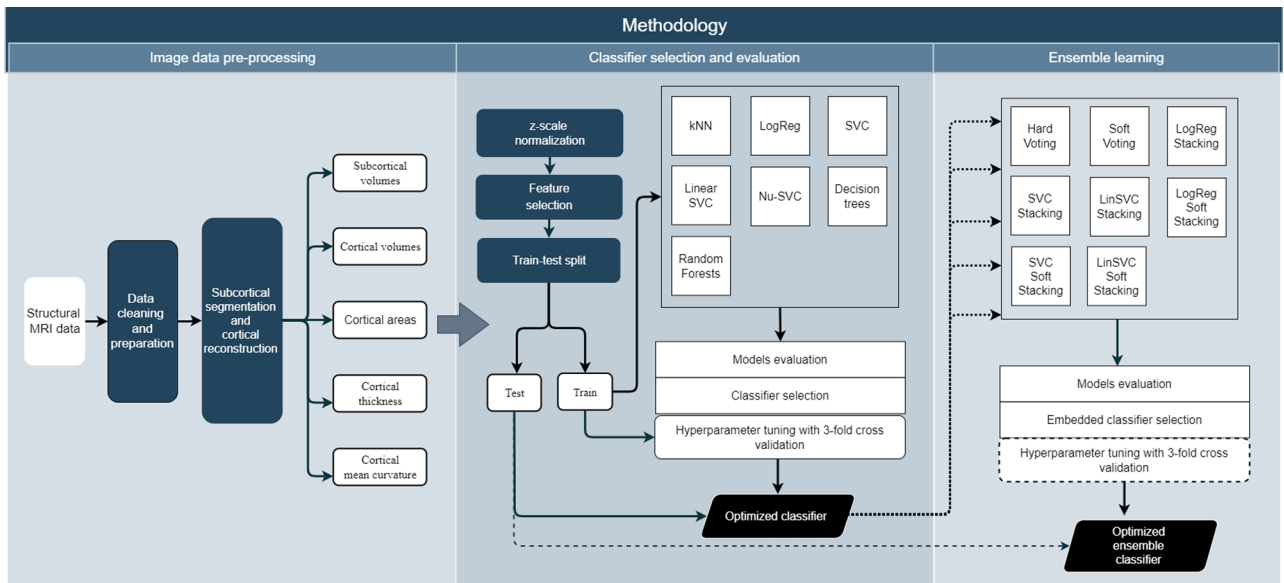 Methodology
Image data pre-processing
Classifier selection and evaluation
Ensemble learning
Structural
MRI data
Data
cleaning
and
preparation
Subcortical
segmentation
and
cortical
reconstruction
Subcortical
volumes
Cortical volumes
Cortical areas
Cortical
thickness
Cortical
mean curvature
z-scale
normalization
Feature
selection
Train-test split
Test
Train
kNN
LogReg
SVC
Linear
SVC
Nu-SVC
Decision
trees
Random
Forests
Models evaluation
Classifier selection
Hyperparameter tuning with 3-fold cross
validation
Optimized classifier
Hard
Voting
Soft
Voting
LogReg
Stacking
SVC
Stacking
LinSVC
Stacking
LogReg
Soft
Stacking
SVC
Soft
Stacking
LinSVC
Soft
Stacking
Models evaluation
Embedded classifier selection
Hyperparameter tuning with 3-fold cross
validation
Optimized
ensemble
classifier